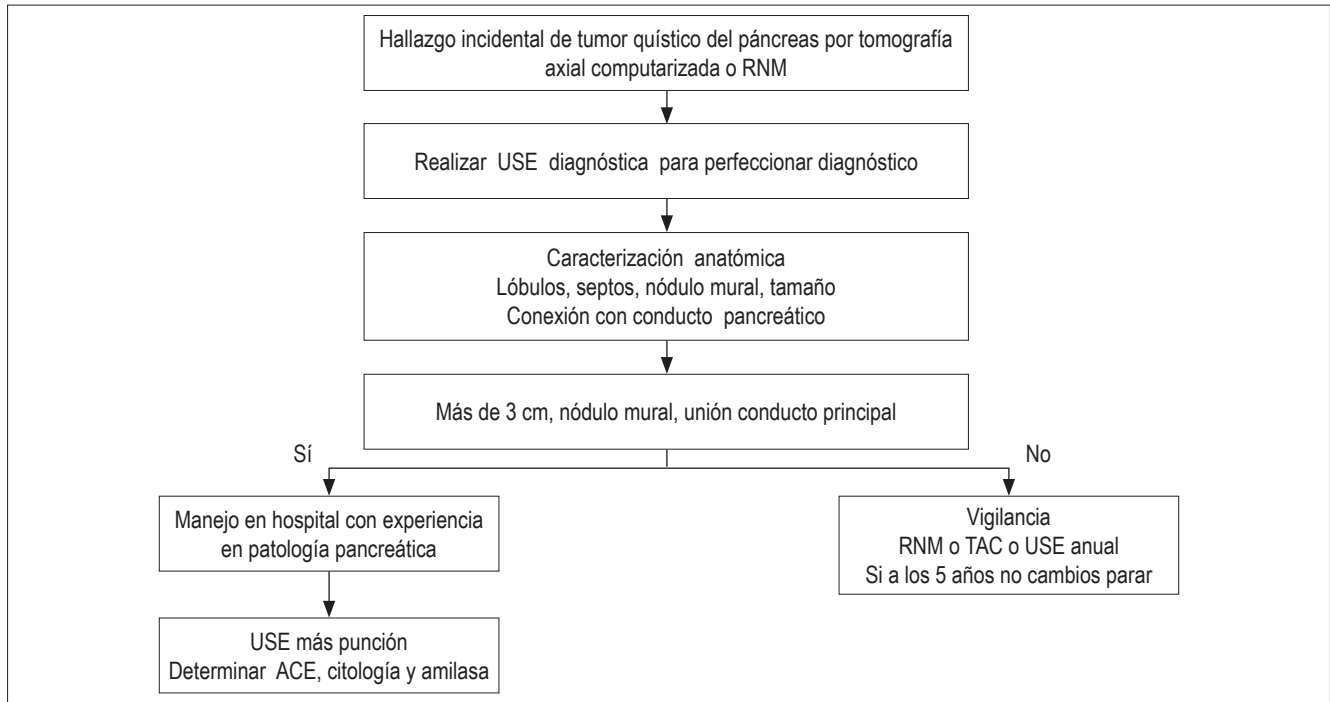 Hallazgo incidental de tumor quístico del páncreas por tomografía
axial computarizada o RNM
Realizar USE diagnóstica para perfeccionar diagnóstico
Caracterización anatómica
Lóbulos, septos, nódulo mural, tamaño
Conexión con conducto pancreático
Más de 3 cm, nódulo mural, unión conducto principal
Sí
No
Manejo en hospital con experiencia
en patología pancreática
Vigilancia
RNM o TAC o USE anual
Si a los 5 años no cambios parar
USE más punción
Determinar ACE, citología y amilasa